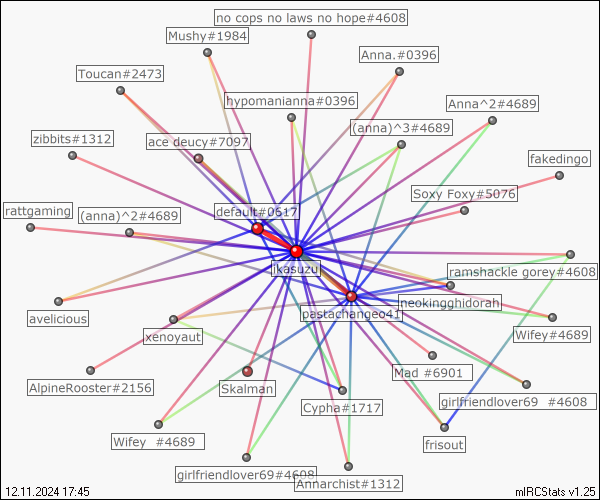 no cops no laws no hope#4608
Mushy#1984
Anna.#0396
Toucan#2473
hypomanianna#0396
Anna^2#4689
(anna)^3#4689
zibbits#1312
ace deucy#7097
fakedingo
Soxy Foxy#5076
rattgaming
(anna)^2#4689
default#0517
jkasuzuj
ramshackle gorey#4608
neokingghidorah
avelicious
pastachangeo41
Wifey#4689
xenoyaut
AlpineRooster#2156
Skalman
Mad #6901
Cypha#1717
girlfriendlover69 #4608
Wifey #4689
frisout
girlfriendlover69#4608
Annarchist#1312
12.11.2024 17:45
mIRCStats v1.25